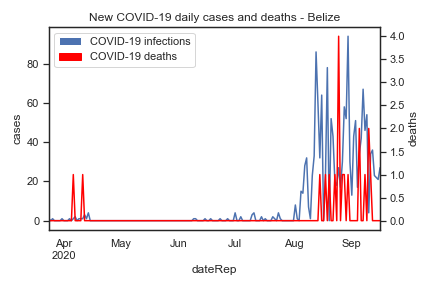 New COVID-19 daily cases and deaths - Belize
COVID-19 infections
COVID-19 deaths
cases
80
60
40
20
0
4.0
3.5
3.0
2.5
2.0
1.5
1.0
0.5
0.0
deaths
Apr May Jun Jul Aug Sep
2020
dateRep